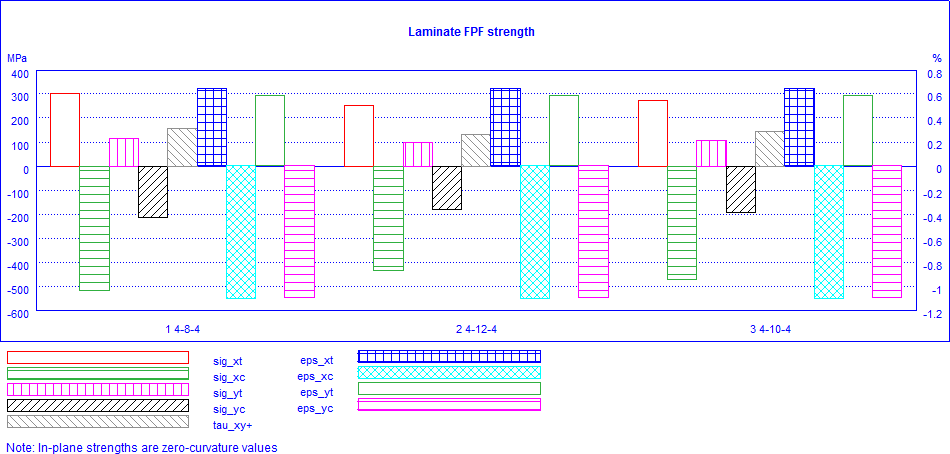 Laminate FPF strength
MPa %
400 0.8
300 0.6
200 0.4
100 0.2
0 0
-100 -0.2
-200 -0.4
-300 -0.6
-400 -0.8
-500 -1
-600 -1.2
1 4-8-4 2 4-12-4 3 4-10-4
sig_xt eps_xt
sig_xc eps_xc
sig_yt eps_yt
sig_yc eps_yc
tau_xy+
Note: In-plane strengths are zero-curvature values